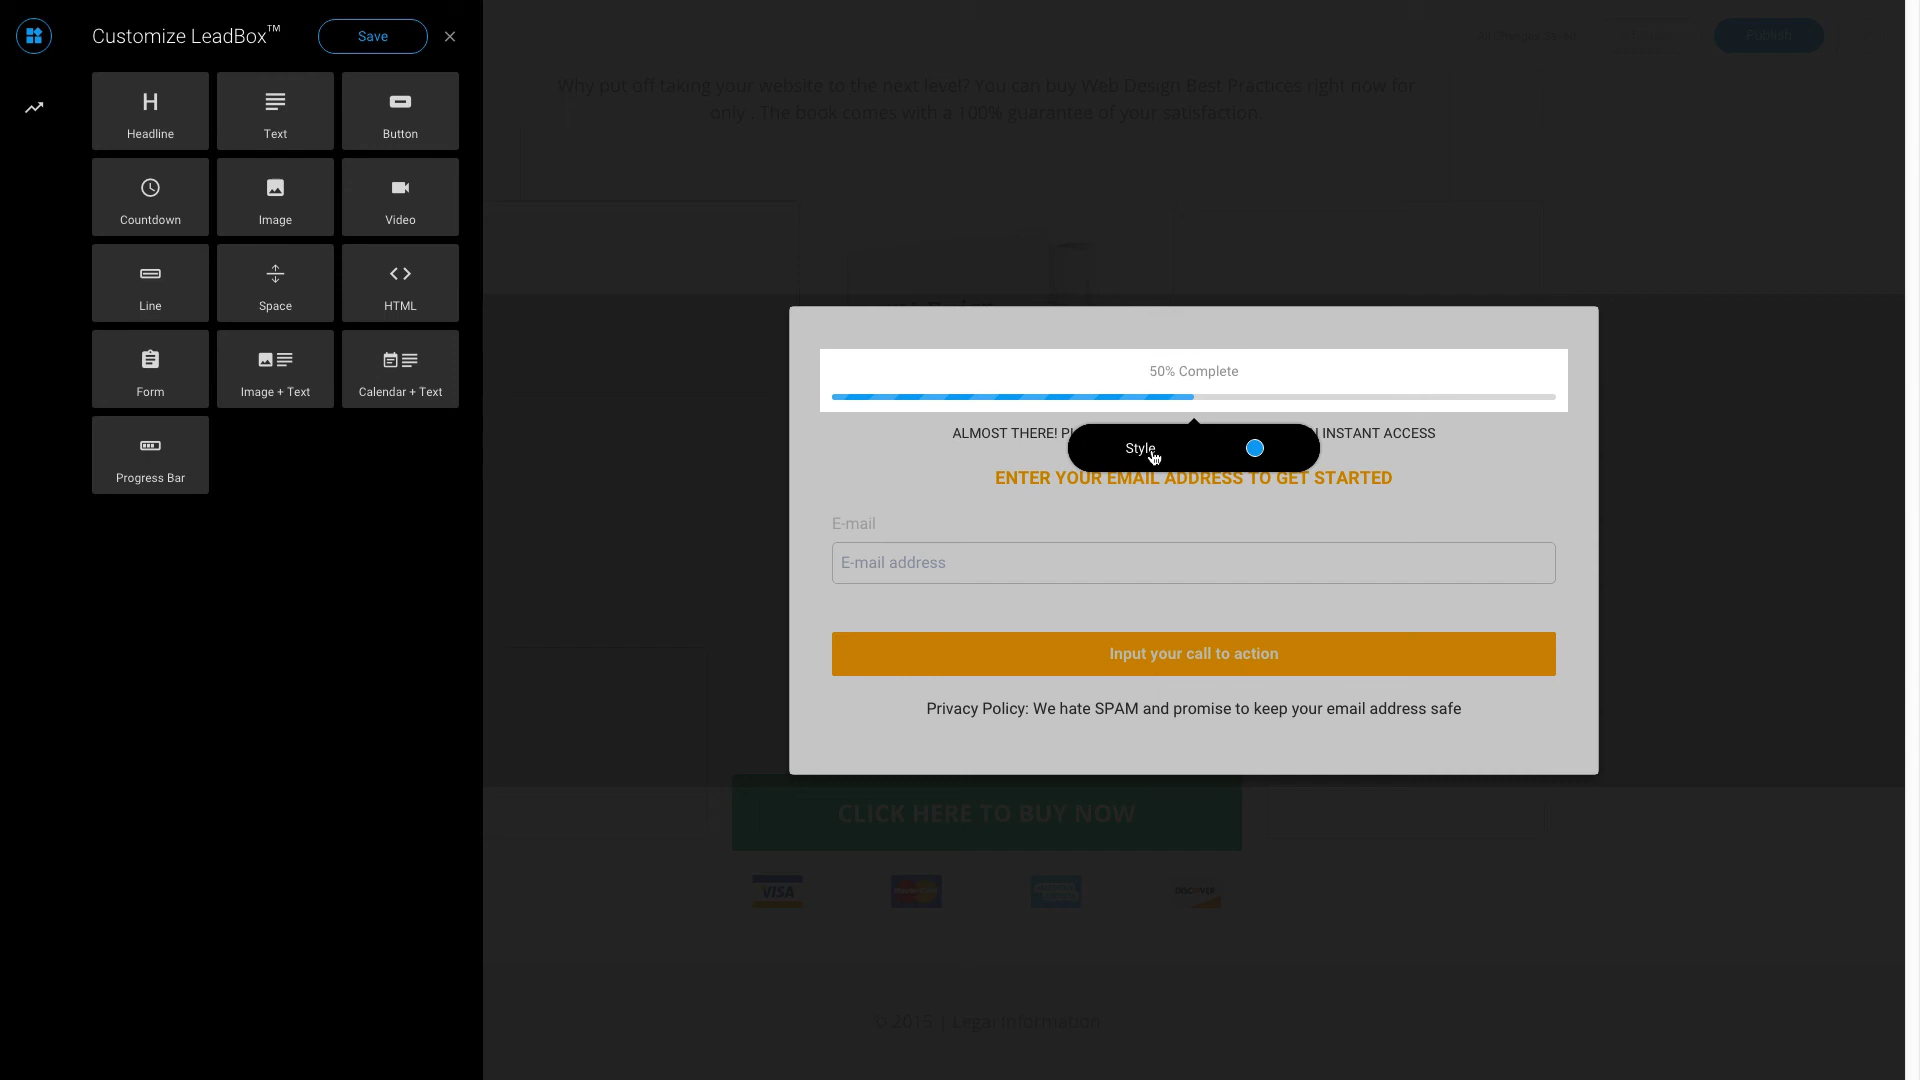 Customize LeadBox™
Save
Publish
Headline
Text
Button
Countdown
Image
Video
Line
Space
HTML
Form
Image + Text
Calendar + Text
Progress Bar
Why put off taking your website to the next level? You can buy Web Design Best Practices right now for
only . The book comes with a 100% guarantee of your satisfaction.
50% Complete
ALMOST THERE! INSTANT ACCESS
Style
ENTER YOUR EMAIL ADDRESS TO GET STARTED
E-mail
E-mail address
Input your call to action
Privacy Policy: We hate SPAM and promise to keep your email address safe
CLICK HERE TO BUY NOW
VISA
DISCOVER
© 2015 | Legal Information